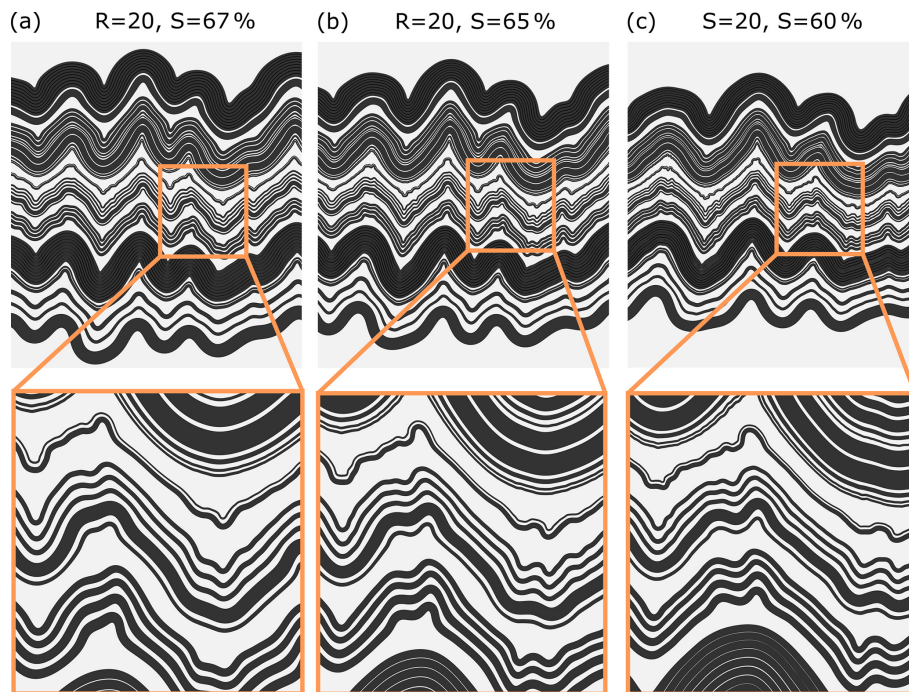 (a) R=20, S=67%
(b) R=20, S=65%
(c) S=20, S=60%